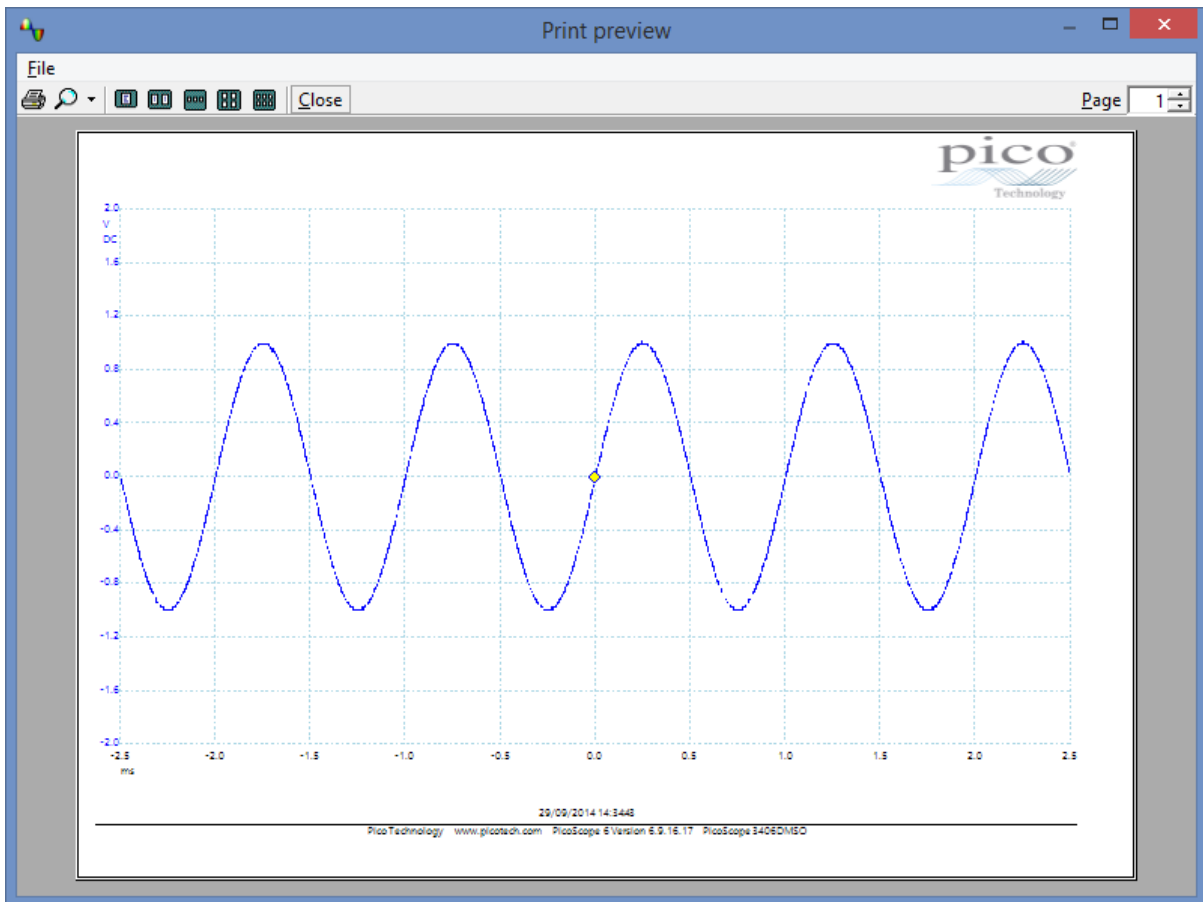 Print preview
File
Close
Page 1
pico
Technology
2.0
V
DC
1.6
1.2
0.8
0.4
0.0
-0.4
-0.8
-1.2
-1.6
-2.0
-2.5 -2.0 -1.5 -1.0 -0.5 0.0 0.5 1.0 1.5 2.0 2.5
ms
29/09/2014
Pico Technology www.picotech.com PicoScope 6 Version 6.9.16.17 PicoScope 3406DMSO